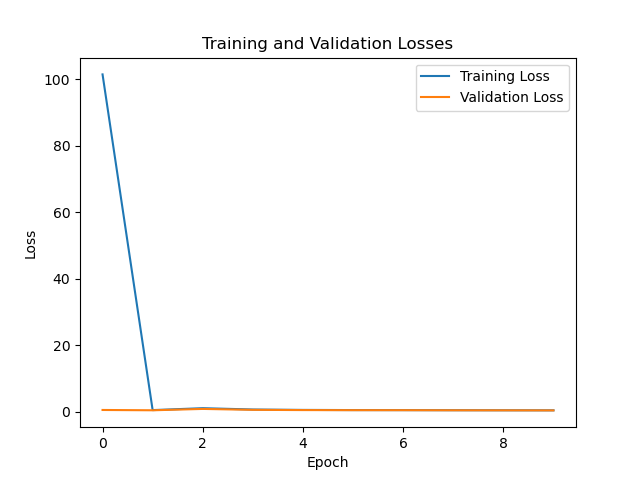 Training and Validation Losses
Training Loss
Validation Loss
100
80
60
40
20
0
Loss
0 2 4 6 8
Epoch